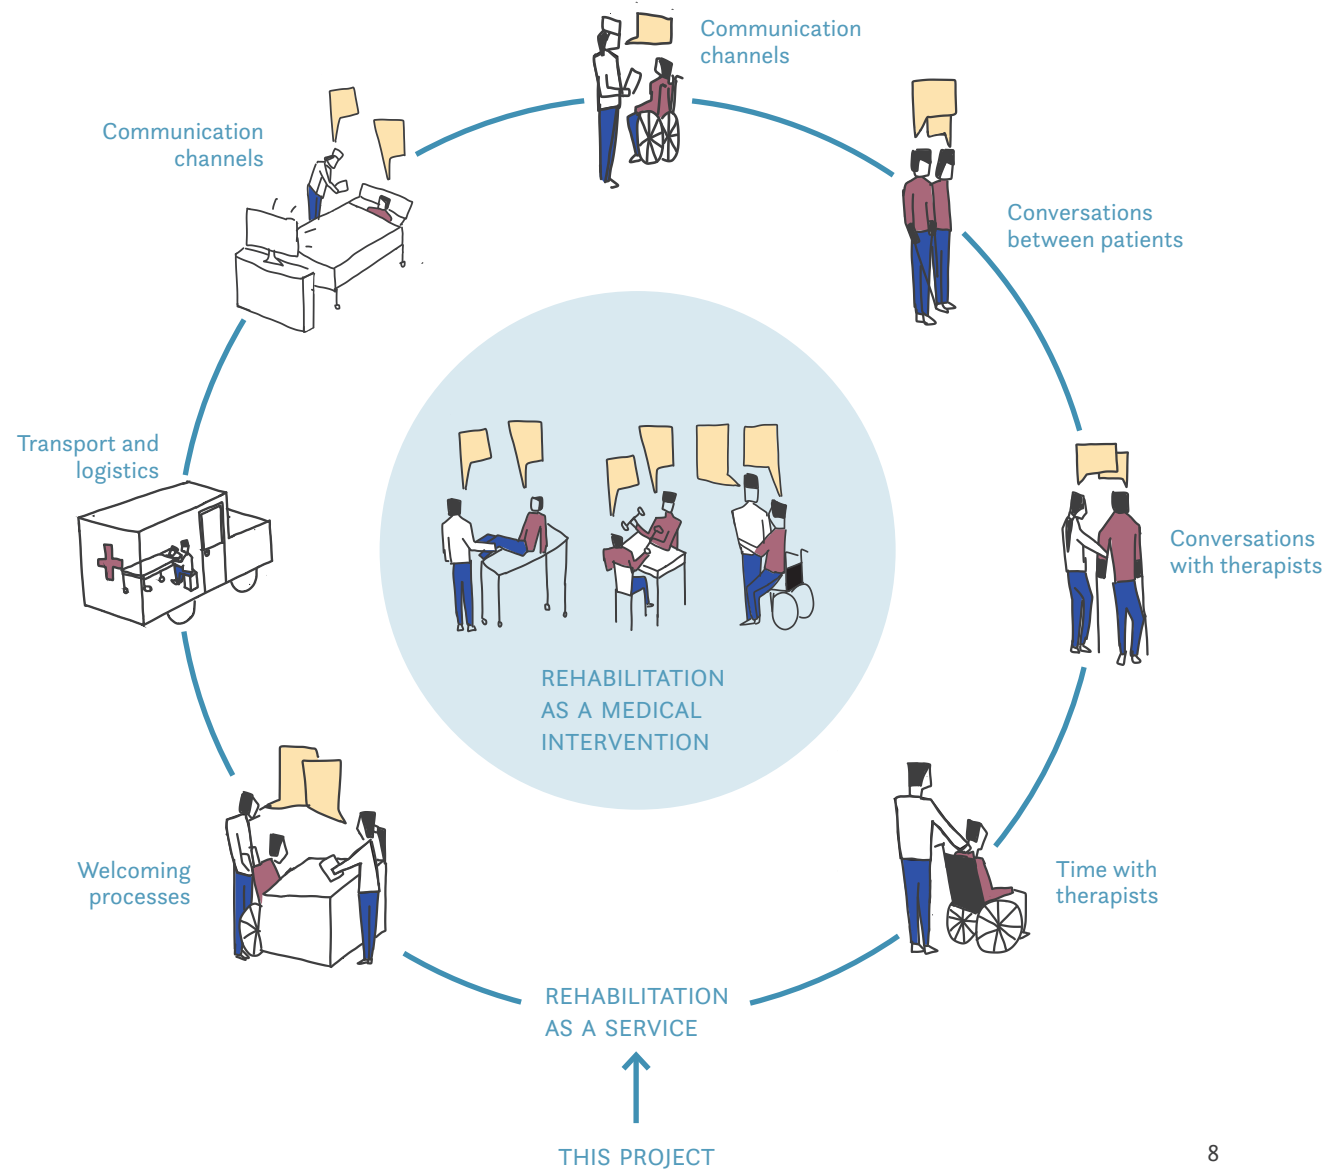 Communication
channels
Communication
channels
Conversations
between patients
Transport and
logistics
Conversations
with therapists
REHABILITATION
AS A MEDICAL
INTERVENTION
Welcoming
processes
Time with
therapists
REHABILITATION
AS A SERVICE
THIS PROJECT
8